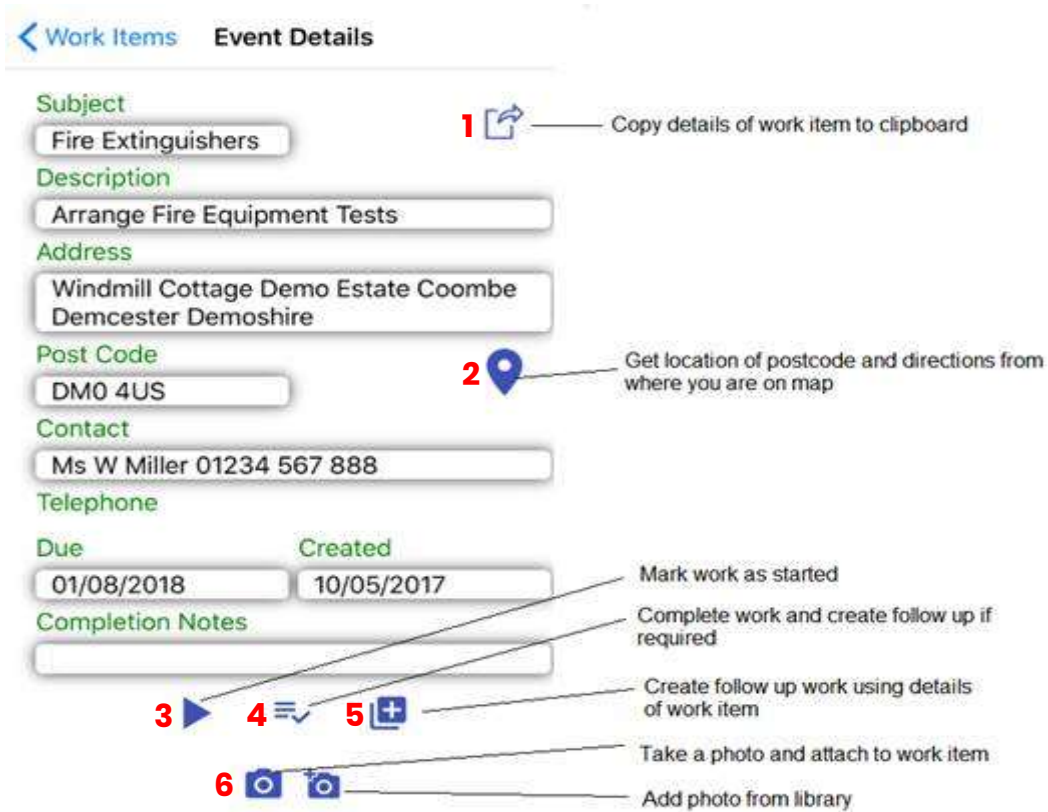 Work Items Event Details
Subject
1
Copy details of work item to clipboard
Fire Extinguishers
Description
Arrange Fire Equipment Tests
Address
Windmill Cottage Demo Estate Coombe
Demcester Demoshire
Post Code
2
Get location of postcode and directions from
where you are on map
DM0 4US
Contact
Ms W Miller 01234 567 888
Telephone
Due Created
01/08/2018 10/05/2017
Mark work as started
Completion Notes
Complete work and create follow up if
required
3 4 5
Create follow up work using details
of work item
6
Take a photo and attach to work item
Add photo from library